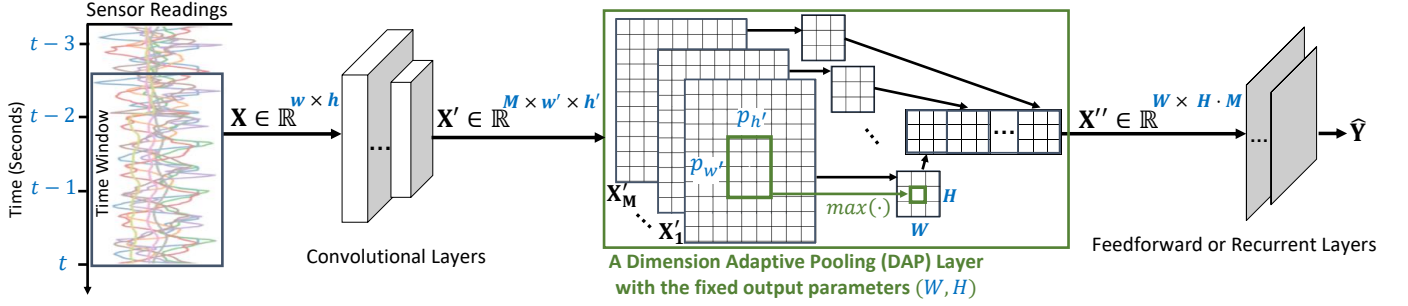 Sensor Readings
Time (Seconds)
t − 3
t − 2
t − 1
t
Time Window
𝐗 ∈ ℝ^{w × h}
...
Convolutional Layers
𝐗′ ∈ ℝ^{M × w′ × h′}
p_{h′}
p_{w′}
𝐗′_M
...
𝐗′_1
max(·)
...
H
W
...
A Dimension Adaptive Pooling (DAP) Layer
with the fixed output parameters (W, H)
𝐗′′ ∈ ℝ^{W × H · M}
...
Ŷ
Feedforward or Recurrent Layers